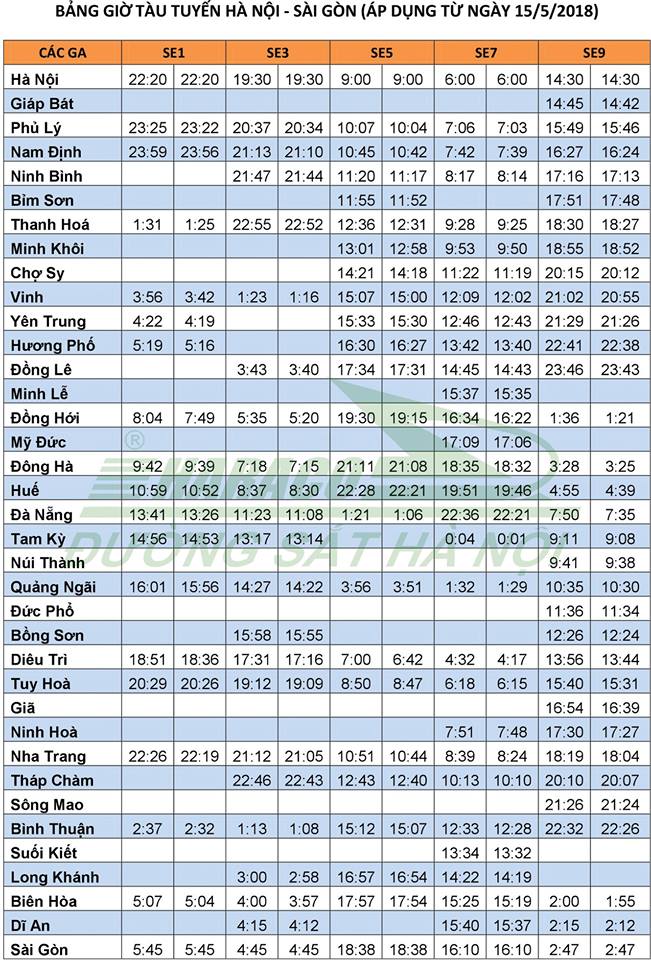 BẢNG GIỜ TÀU TUYẾN HÀ NỘI - SÀI GÒN (ÁP DỤNG TỪ NGÀY 15/5/2018)
CÁC GA SE1 SE3 SE5 SE7 SE9
Hà Nội 22:20 22:20 19:30 19:30 9:00 9:00 6:00 6:00 14:30 14:30
Giáp Bát 14:45 14:42
Phủ Lý 23:25 23:22 20:37 20:34 10:07 10:04 7:06 7:03 15:49 15:46
Nam Định 23:59 23:56 21:13 21:10 10:45 10:42 7:42 7:39 16:27 16:24
Ninh Bình 21:47 21:44 11:20 11:17 8:17 8:14 17:16 17:13
Bỉm Sơn 11:55 11:52 17:51 17:48
Thanh Hoá 1:31 1:25 22:55 22:52 12:36 12:31 9:28 9:25 18:30 18:27
Minh Khôi 13:01 12:58 9:53 9:50 18:55 18:52
Chợ Sy 14:21 14:18 11:22 11:19 20:15 20:12
Vinh 3:56 3:42 1:23 1:16 15:07 15:00 12:09 12:02 21:02 20:55
Yên Trung 4:22 4:19 15:33 15:30 12:46 12:43 21:29 21:26
Hương Phố 5:19 5:16 16:30 16:27 13:42 13:40 22:41 22:38
Đồng Lê 3:43 3:40 17:34 17:31 14:45 14:43 23:46 23:43
Minh Lễ 15:37 15:35
Đồng Hới 8:04 7:49 5:35 5:20 19:30 19:15 16:34 16:22 1:36 1:21
Mỹ Đức 17:09 17:06
Đông Hà 9:42 9:39 7:18 7:15 21:11 21:08 18:35 18:32 3:28 3:25
Huế 10:59 10:52 8:37 8:30 22:28 22:21 19:51 19:46 4:55 4:39
Đà Nẵng 13:41 13:26 11:23 11:08 1:21 1:06 22:36 22:21 7:50 7:35
Tam Kỳ 14:56 14:53 13:17 13:14 0:04 0:01 9:11 9:08
Núi Thành 9:41 9:38
Quảng Ngãi 16:01 15:56 14:27 14:22 3:56 3:51 1:32 1:29 10:35 10:30
Đức Phổ 11:36 11:34
Bồng Sơn 15:58 15:55 12:26 12:24
Diêu Trì 18:51 18:36 17:31 17:16 7:00 6:42 4:32 4:17 13:56 13:44
Tuy Hoà 20:29 20:26 19:12 19:09 8:50 8:47 6:18 6:15 15:40 15:31
Giã 16:54 16:39
Ninh Hoà 7:51 7:48 17:30 17:27
Nha Trang 22:26 22:19 21:12 21:05 10:51 10:44 8:39 8:24 18:19 18:04
Tháp Chàm 22:46 22:43 12:43 12:40 10:13 10:10 20:10 20:07
Sông Mao 21:26 21:24
Bình Thuận 2:37 2:32 1:13 1:08 15:12 15:07 12:33 12:28 22:32 22:26
Suối Kiết 13:34 13:32
Long Khánh 3:00 2:58 16:57 16:54 14:22 14:19
Biên Hòa 5:07 5:04 4:00 3:57 17:57 17:54 15:25 15:19 2:00 1:55
Dĩ An 4:15 4:12 15:40 15:37 2:15 2:12
Sài Gòn 5:45 5:45 4:45 4:45 18:38 18:38 16:10 16:10 2:47 2:47
®
HARACO
ĐƯỜNG SẮT HÀ NỘI